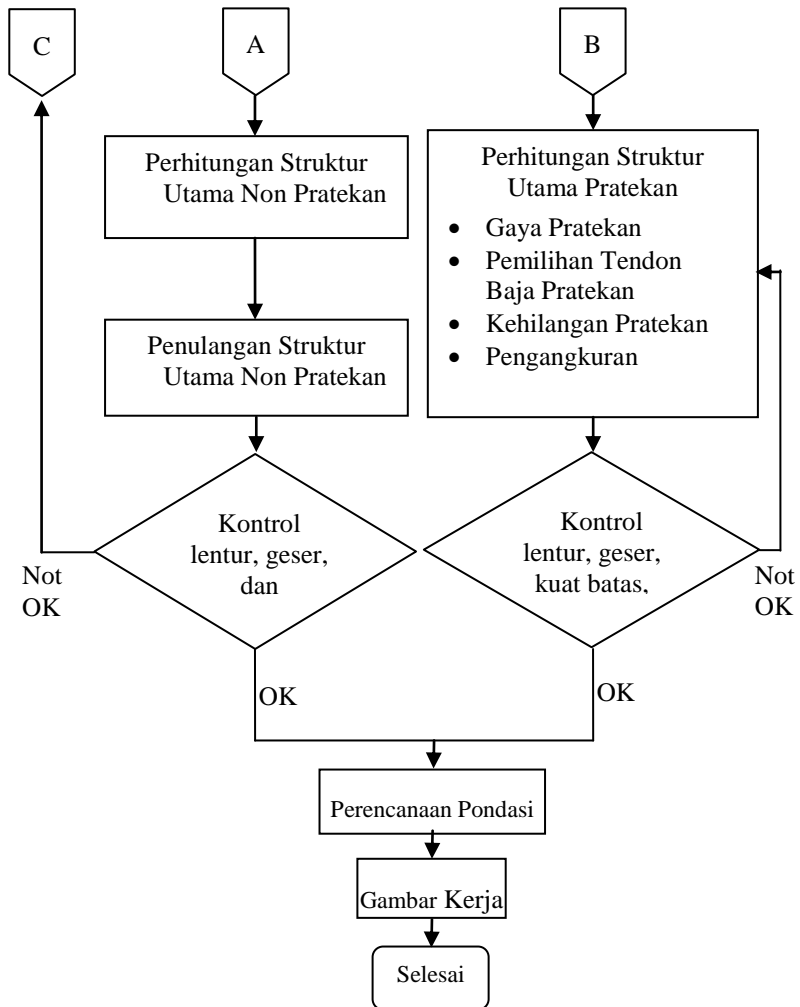 C
A
B
Perhitungan Struktur
Utama Non Pratekan
Penulangan Struktur
Utama Non Pratekan
Perhitungan Struktur
Utama Pratekan
• Gaya Pratekan
• Pemilihan Tendon
Baja Pratekan
• Kehilangan Pratekan
• Pengangkuran
Kontrol
lentur, geser,
dan
Not
OK
Kontrol
lentur, geser,
kuat batas,
Not
OK
OK
OK
Perencanaan Pondasi
Gambar Kerja
Selesai